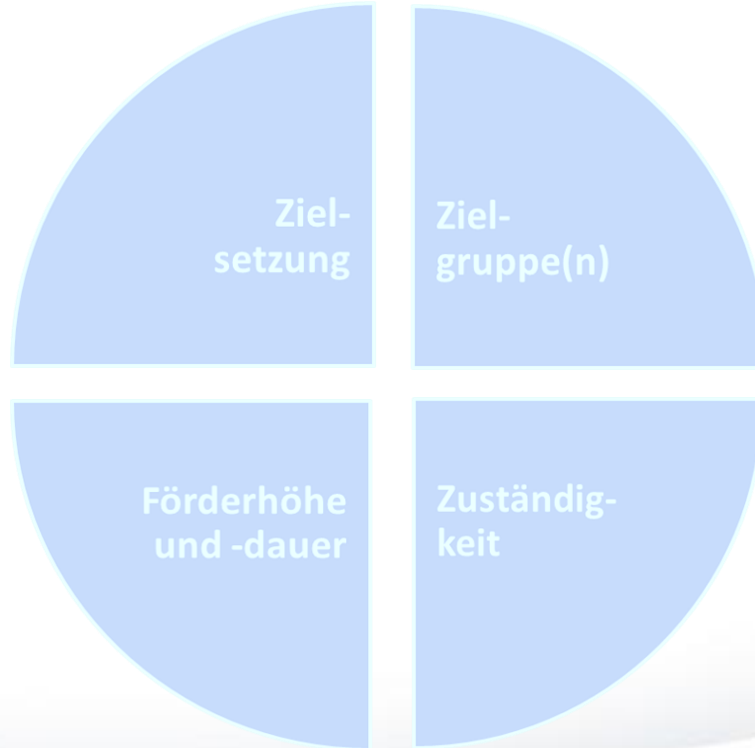 Ziel-
setzung
Ziel-
gruppe(n)
Förderhöhe
und -dauer
Zuständig-
keit